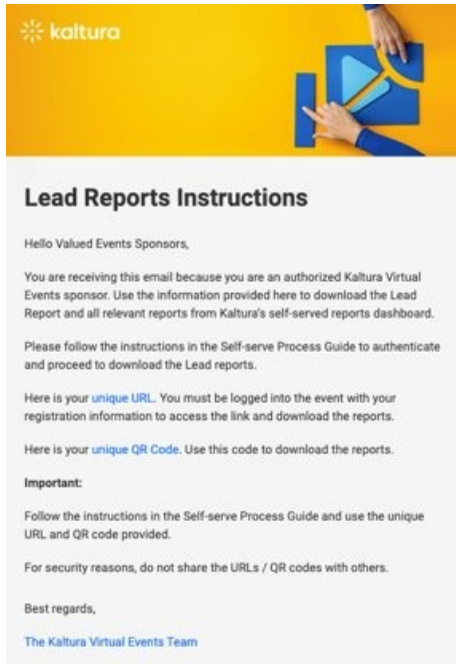 kaltura
Lead Reports Instructions
Hello Valued Events Sponsors,
You are receiving this email because you are an authorized Kaltura Virtual
Events sponsor. Use the information provided here to download the Lead
Report and all relevant reports from Kaltura's self-served reports dashboard.
Please follow the instructions in the Self-serve Process Guide to authenticate
and proceed to download the Lead reports.
Here is your unique URL. You must be logged into the event with your
registration information to access the link and download the reports.
Here is your unique QR Code. Use this code to download the reports.
Important:
Follow the instructions in the Self-serve Process Guide and use the unique
URL and QR code provided.
For security reasons, do not share the URLs / QR codes with others.
Best regards,
The Kaltura Virtual Events Team